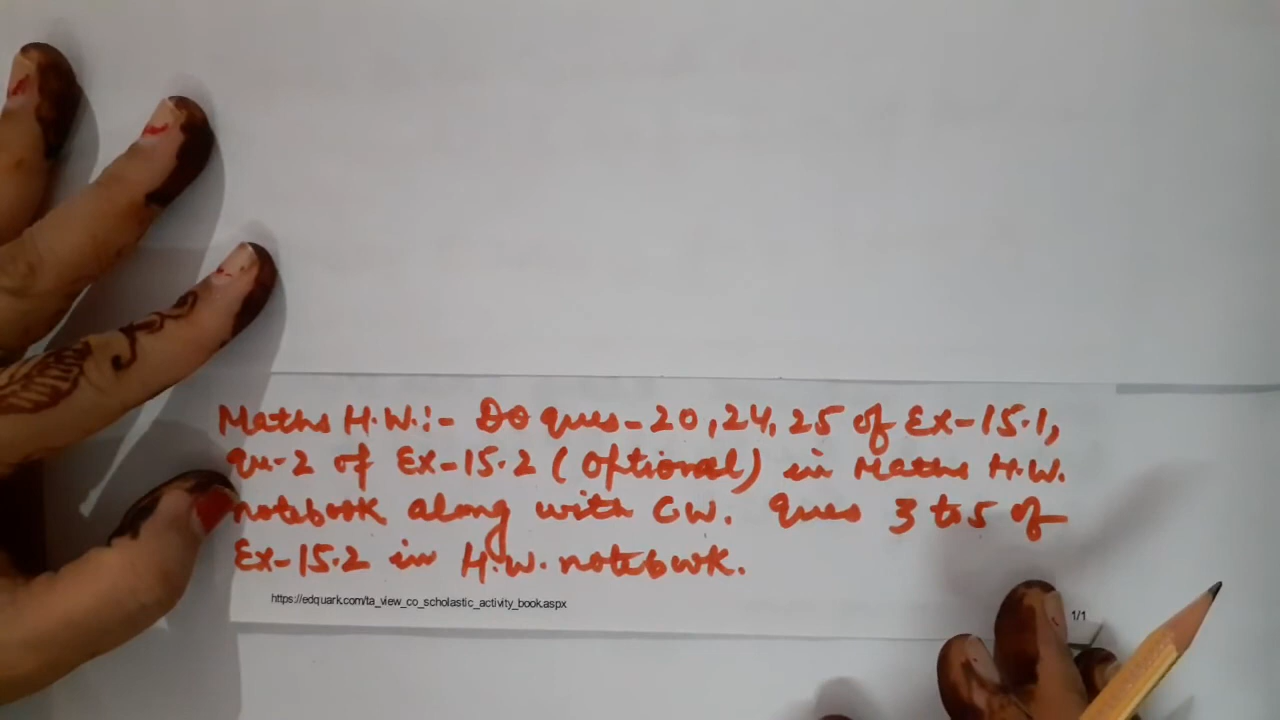 Maths H.W.:- Do ques-20, 24, 25 of Ex-15.1,
qu-2 of Ex-15.2 (Optional) in Maths H.W.
notebook along with CW. Ques 3 to 5 of
Ex-15.2 in H.W. notebook.
https://edquark.com/ta_view_co_scholastic_activity_book.aspx
1/1